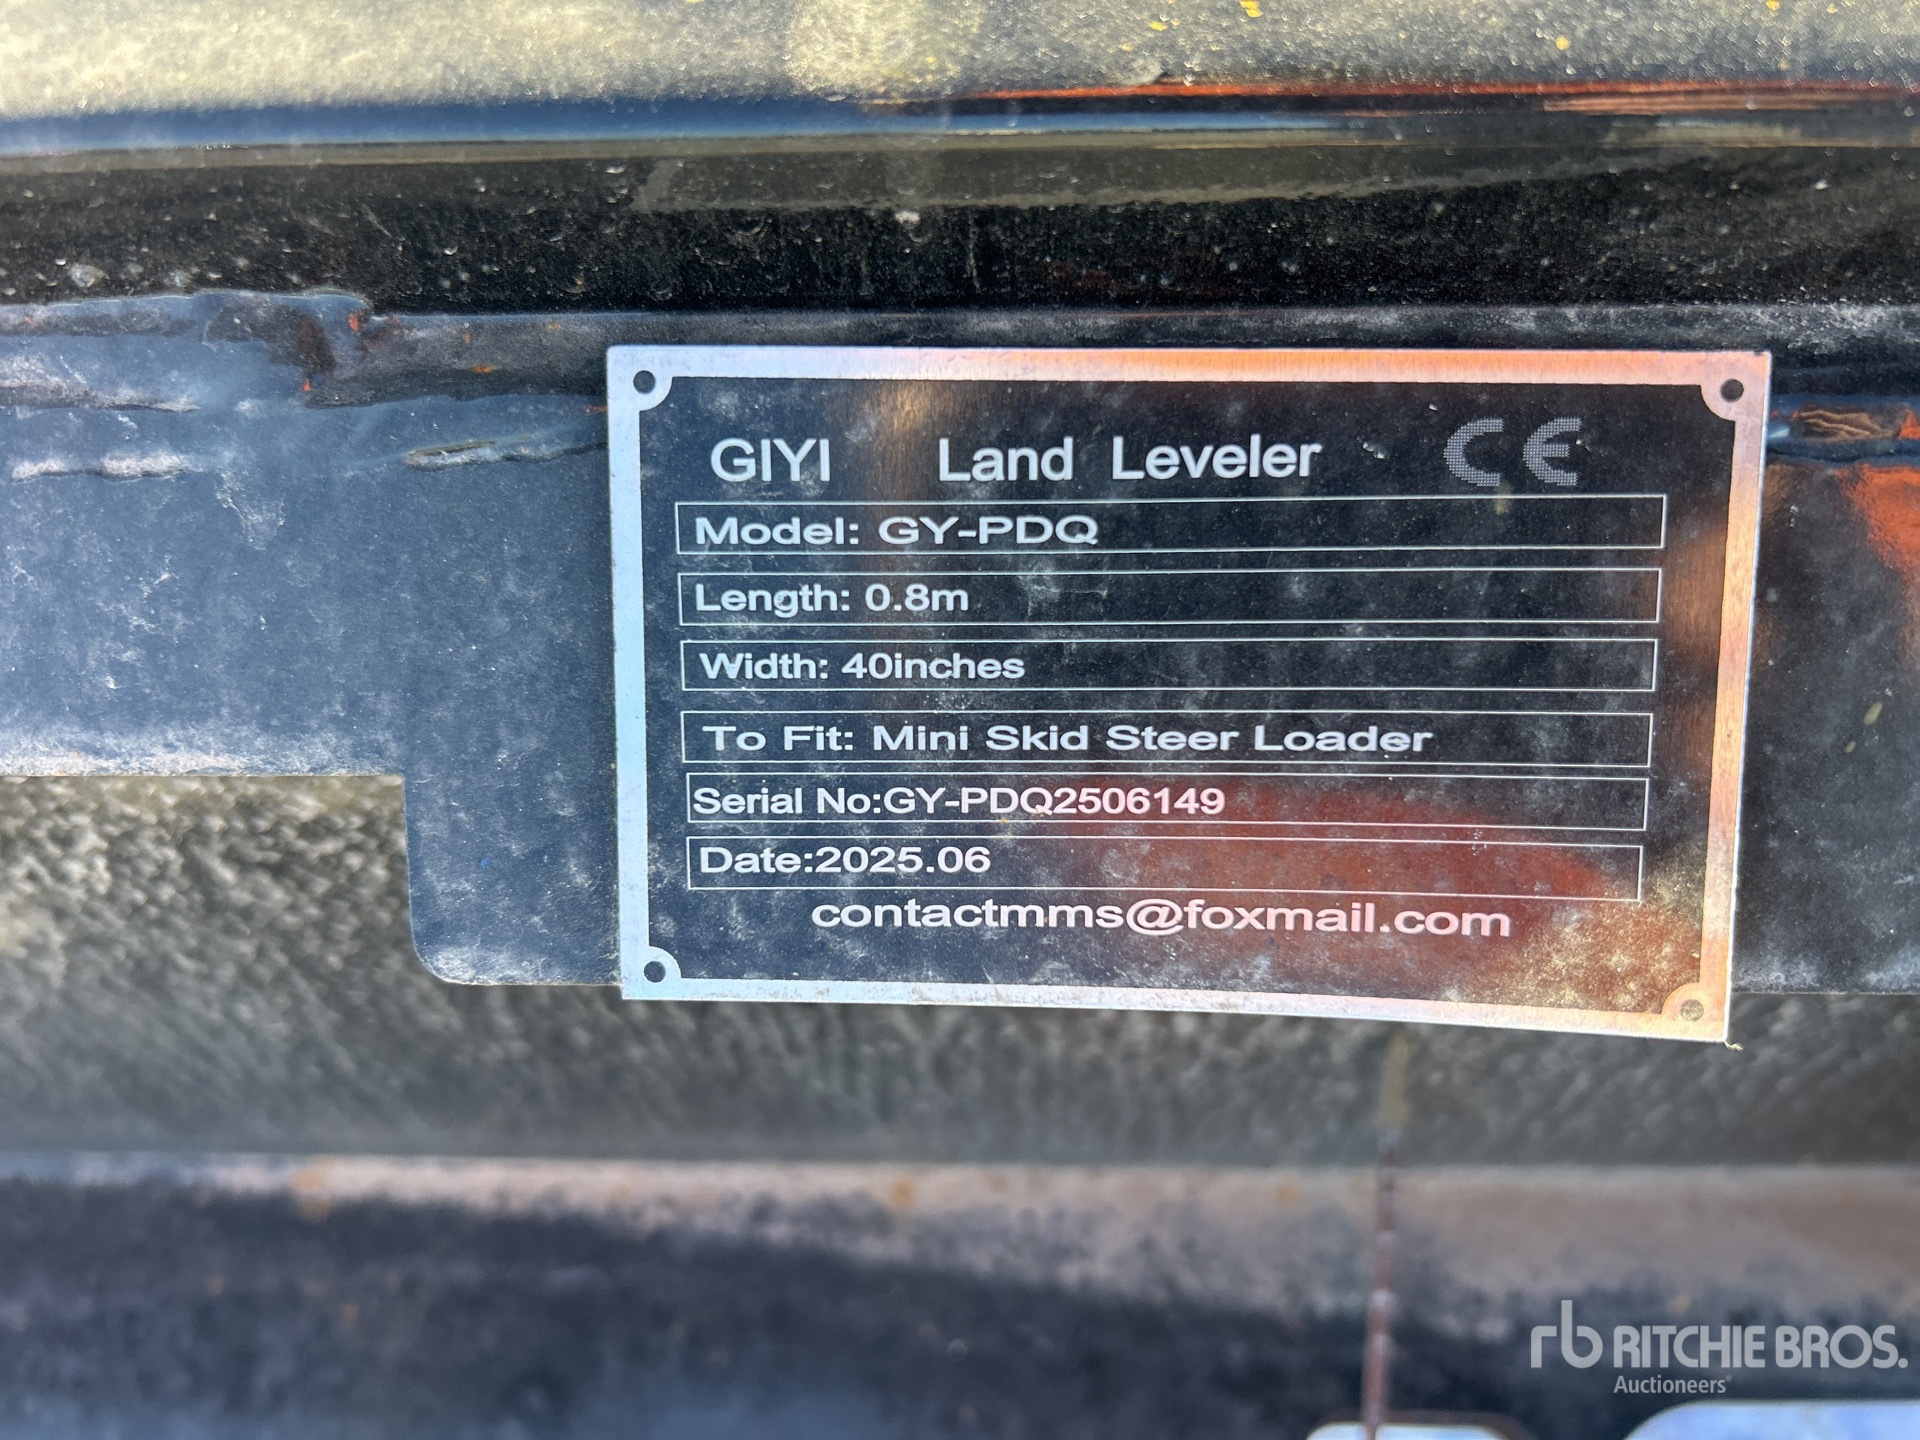 GIYI Land Leveler CE
Model: GY-PDQ
Length: 0.8m
Width: 40inches
To Fit: Mini Skid Steer Loader
Serial No:GY-PDQ2506149
Date:2025.06
contactmms@foxmail.com
rb RITCHIE BROS.
Auctioneers